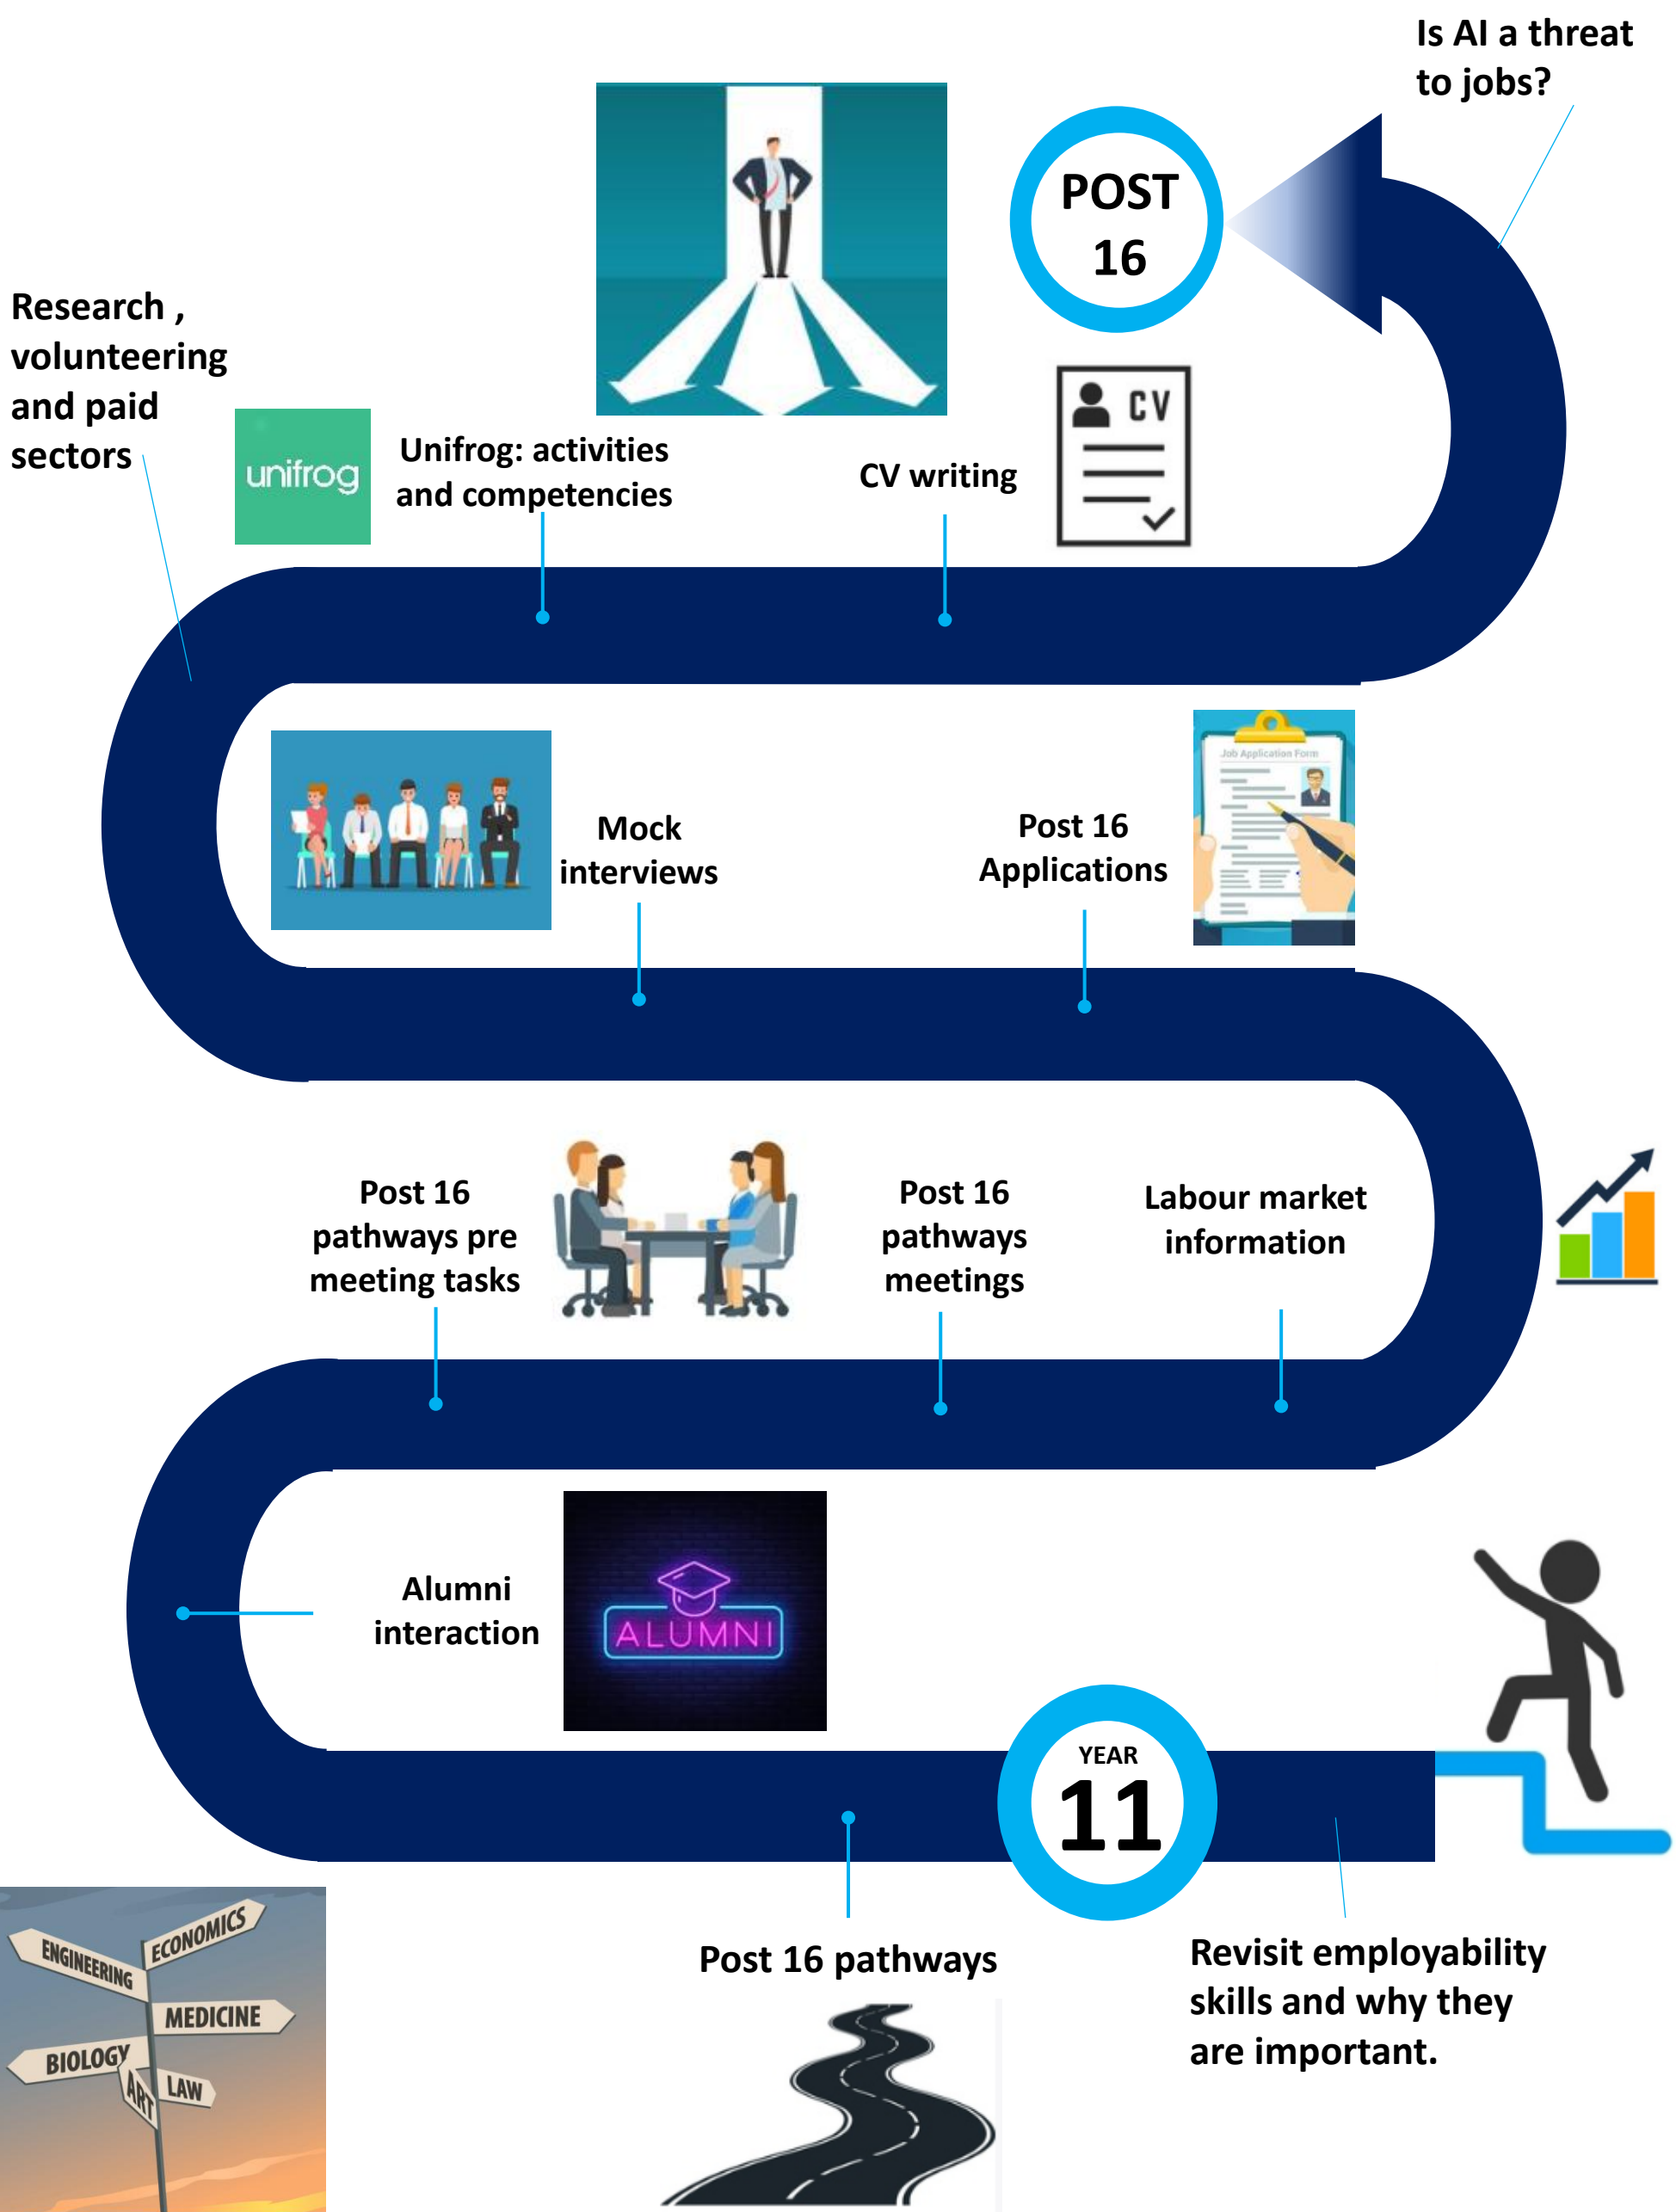 Is AI a threat
to jobs?
POST
16
Research ,
volunteering
and paid
sectors
unifrog
Unifrog: activities
and competencies
CV writing
CV
Mock
interviews
Post 16
Applications
Job Application Form
Post 16
pathways pre
meeting tasks
Post 16
pathways
meetings
Labour market
information
Alumni
interaction
ALUMNI
YEAR
11
Post 16 pathways
Revisit employability
skills and why they
are important.
ENGINEERING
ECONOMICS
MEDICINE
BIOLOGY
ART
LAW